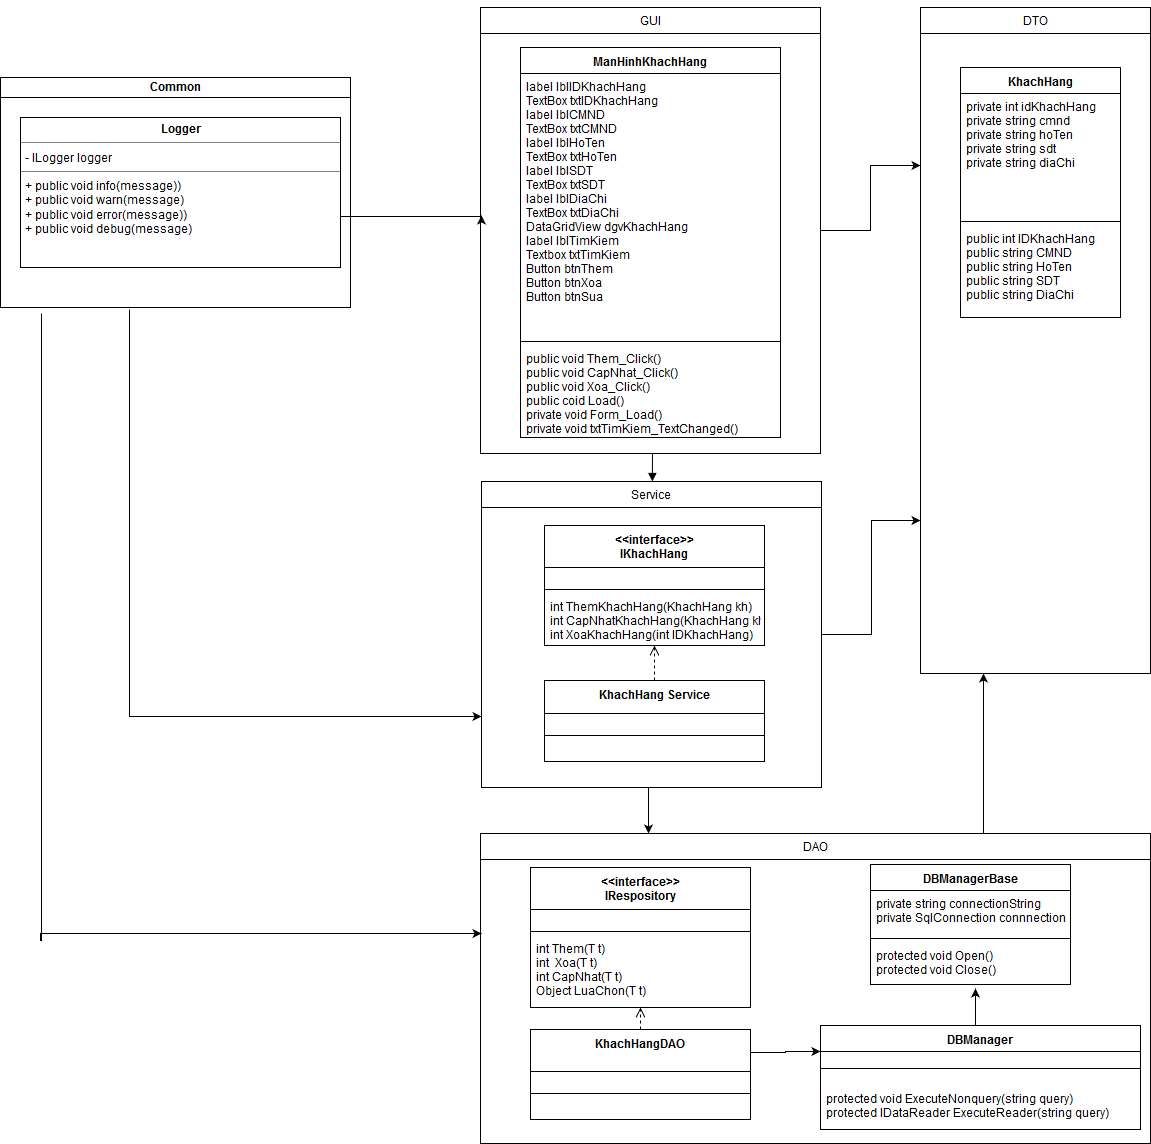 Common
Logger
- ILogger logger
+ public void info(message))
+ public void warn(message)
+ public void error(message))
+ public void debug(message)
GUI
ManHinhKhachHang
label lblIDKhachHang
TextBox txtIDKhachHang
label lblCMND
TextBox txtCMND
label lblHoTen
TextBox txtHoTen
label lblSDT
TextBox txtSDT
label lblDiaChi
TextBox txtDiaChi
DataGridView dgvKhachHang
label lblTimKiem
Textbox txtTimKiem
Button btnThem
Button btnXoa
Button btnSua
public void Them_Click()
public void CapNhat_Click()
public void Xoa_Click()
public coid Load()
private void Form_Load()
private void txtTimKiem_TextChanged()
DTO
KhachHang
private int idKhachHang
private string cmnd
private string hoTen
private string sdt
private string diaChi
public int IDKhachHang
public string CMND
public string HoTen
public string SDT
public string DiaChi
Service
<<interface>>
IKhachHang
int ThemKhachHang(KhachHang kh)
int CapNhatKhachHang(KhachHang kh
int XoaKhachHang(int IDKhachHang)
KhachHang Service
DAO
<<interface>>
IRespository
int Them(T t)
int  Xoa(T t)
int CapNhat(T t)
Object LuaChon(T t)
KhachHangDAO
DBManagerBase
private string connectionString
private SqlConnection connnection
protected void Open()
protected void Close()
DBManager
protected void ExecuteNonquery(string query)
protected IDataReader ExecuteReader(string query)